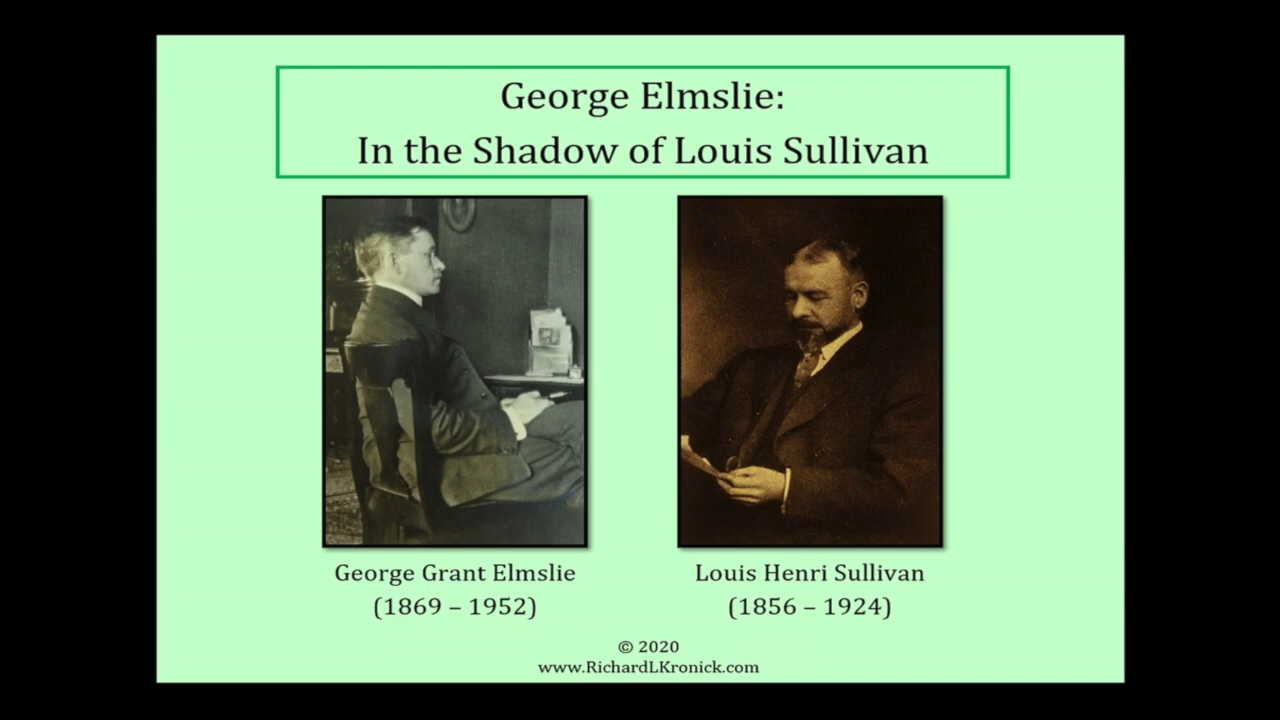 George Elmslie:
In the Shadow of Louis Sullivan
George Grant Elmslie
(1869 – 1952)
Louis Henri Sullivan
(1856 – 1924)
© 2020
www.RichardLKronick.com